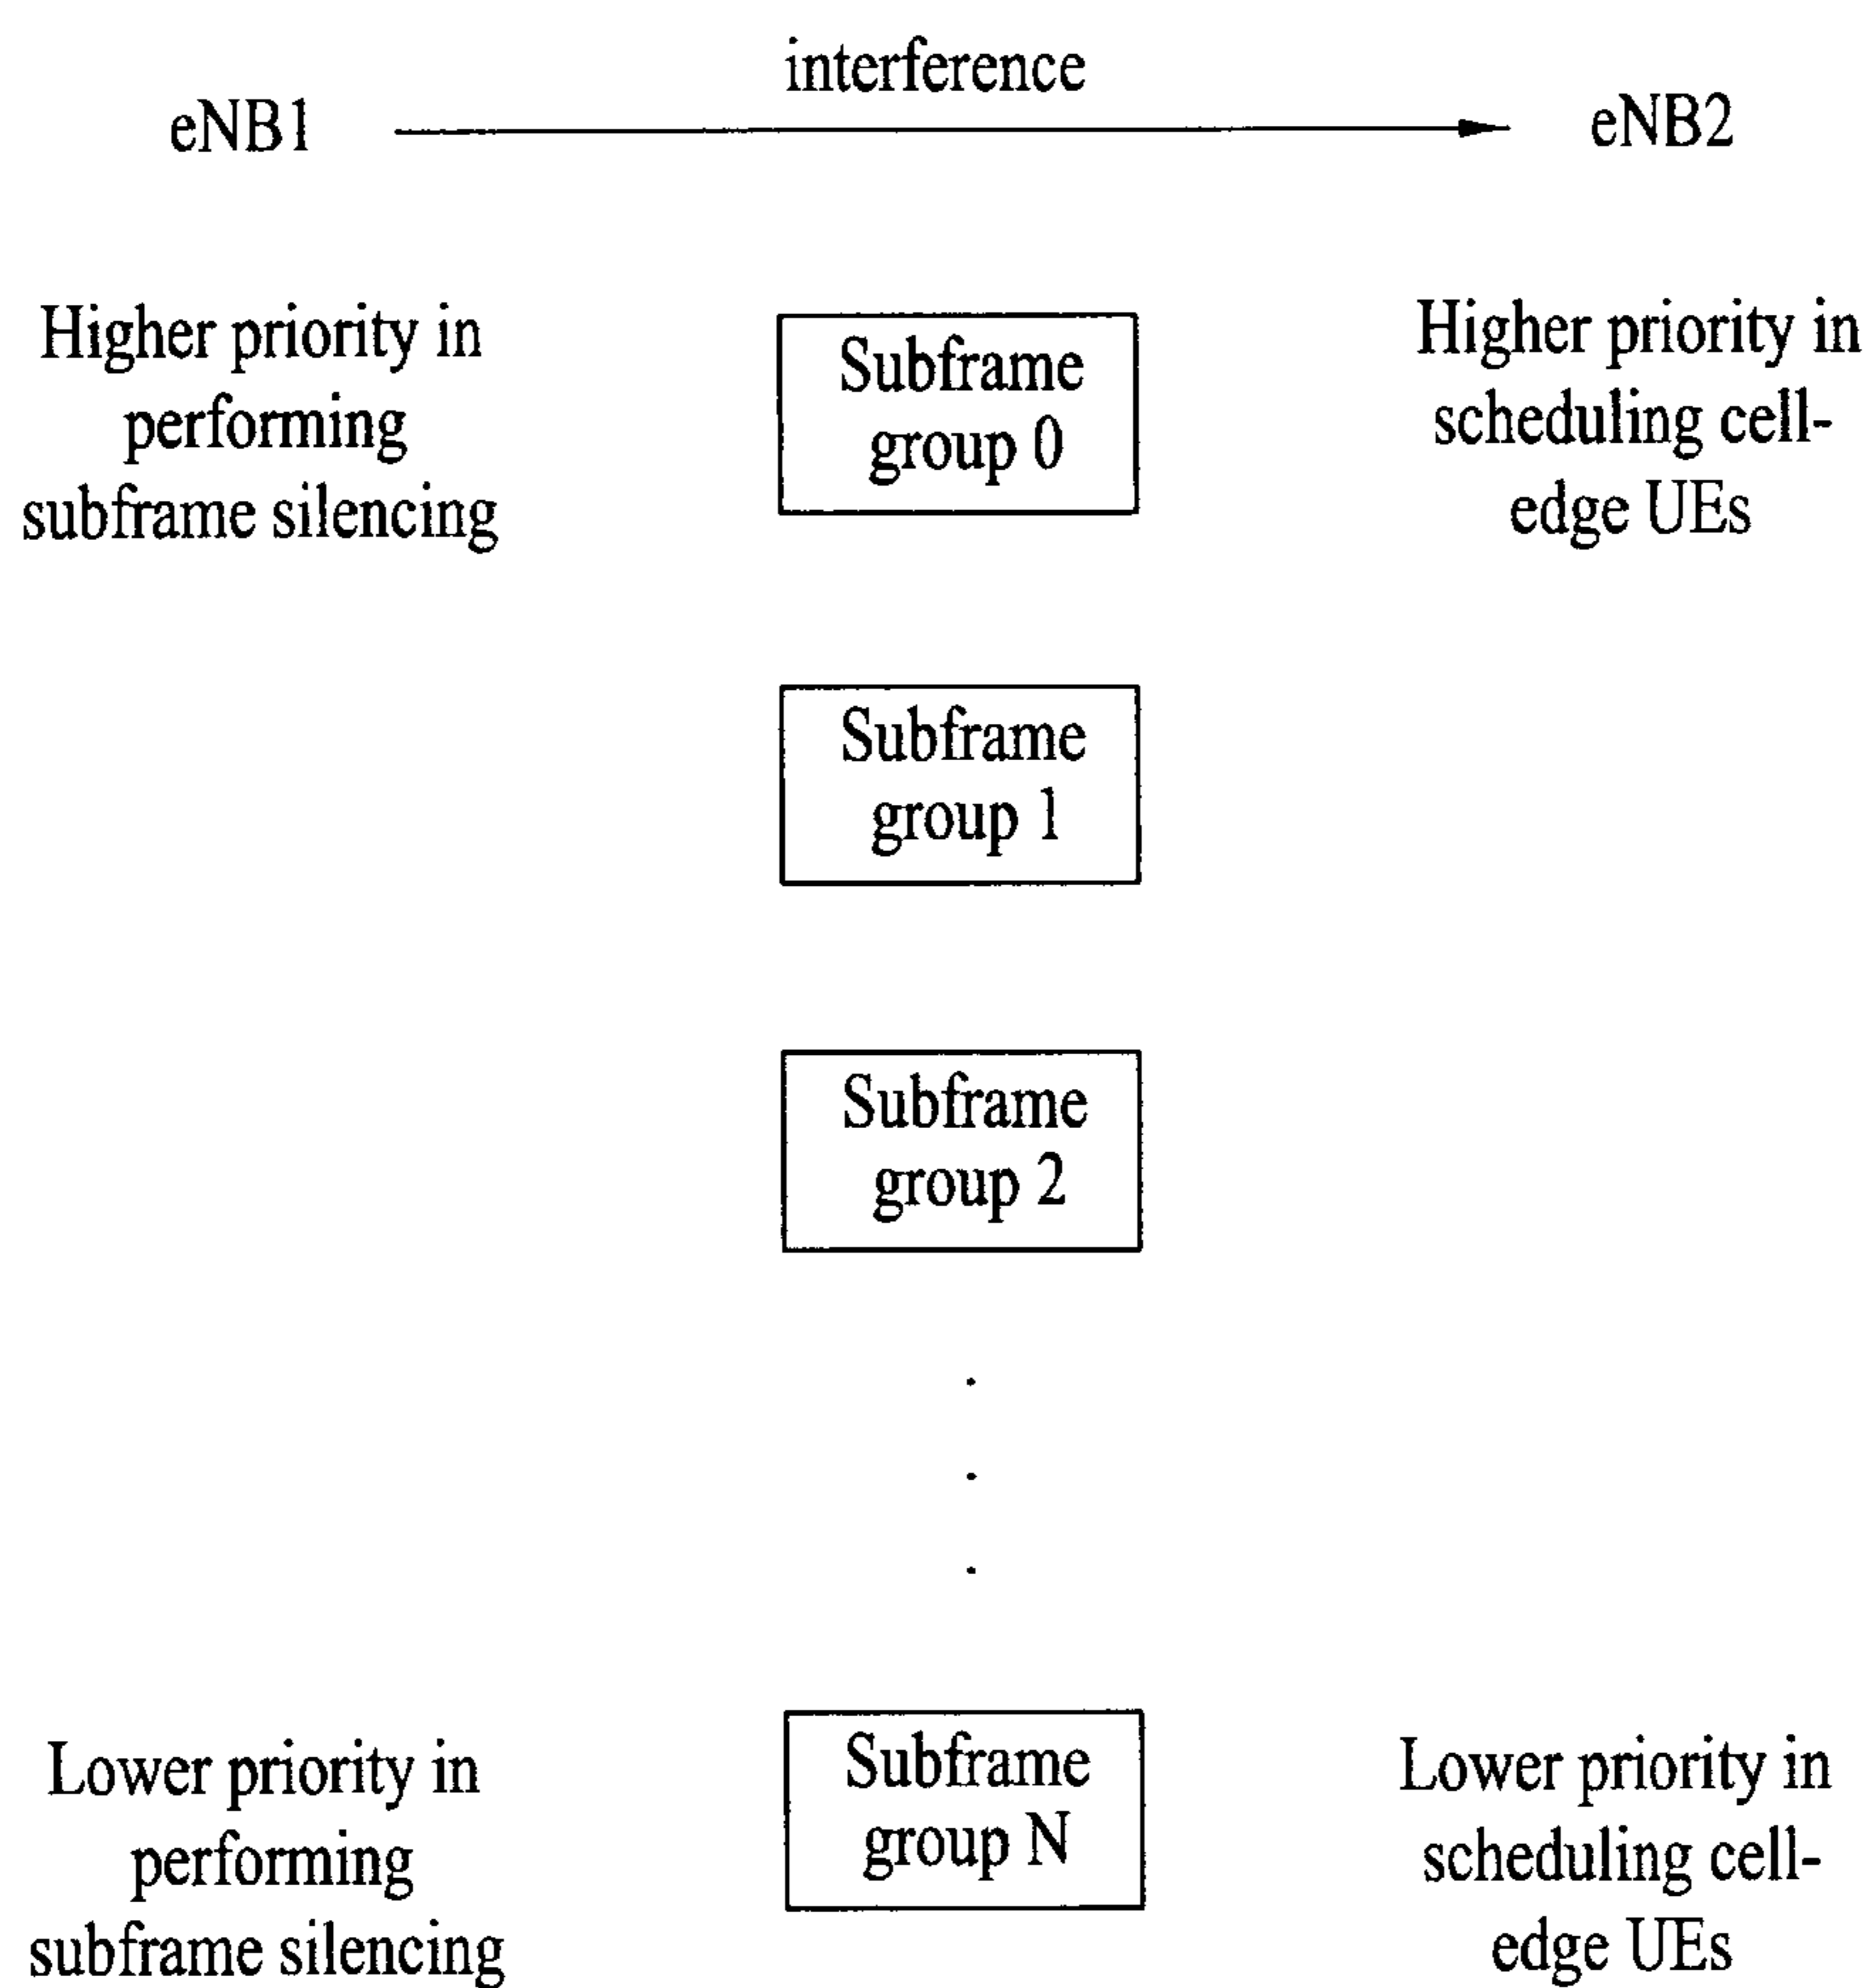 interference
eNB1
eNB2
Higher priority in
performing
subframe silencing
Subframe
group 0
Higher priority in
scheduling cell-
edge UEs
Subframe
group 1
Subframe
group 2
.
.
.
Lower priority in
performing
subframe silencing
Subframe
group N
Lower priority in
scheduling cell-
edge UEs